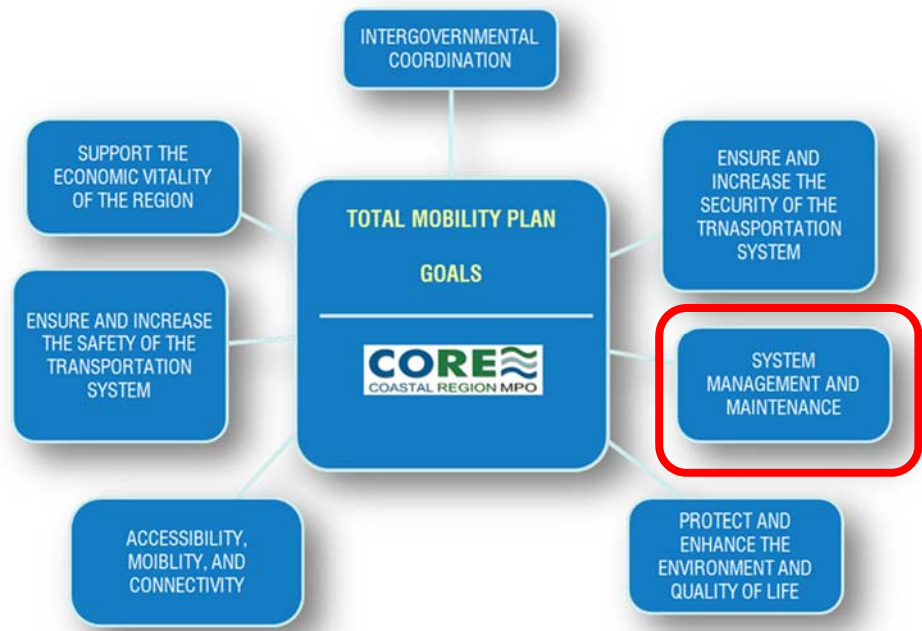 INTERGOVERNMENTAL
COORDINATION
SUPPORT THE
ECONOMIC VITALITY
OF THE REGION
ENSURE AND
INCREASE THE
SECURITY OF THE
TRNASPORTATION
SYSTEM
TOTAL MOBILITY PLAN
GOALS
CORE
COASTAL REGION MPO
ENSURE AND INCREASE
THE SAFETY OF THE
TRANSPORTATION
SYSTEM
SYSTEM
MANAGEMENT AND
MAINTENANCE
ACCESSIBILITY,
MOIBLITY, AND
CONNECTIVITY
PROTECT AND
ENHANCE THE
ENVIRONMENT AND
QUALITY OF LIFE